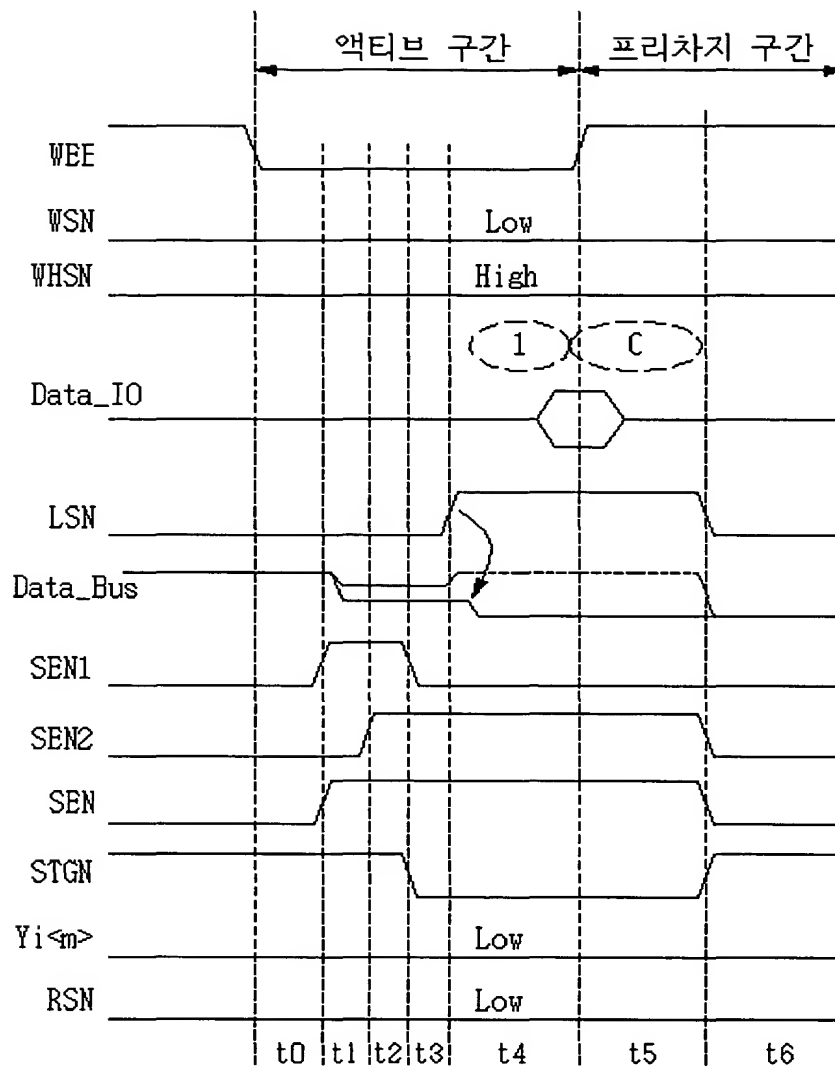 액티브 구간 프리차지 구간
WEE
WSN Low
WHSN High
1 C
Data_IO
LSN
Data_Bus
SEN1
SEN2
SEN
STGN
Yi<m> Low
RSN Low
t0 t1 t2 t3 t4 t5 t6